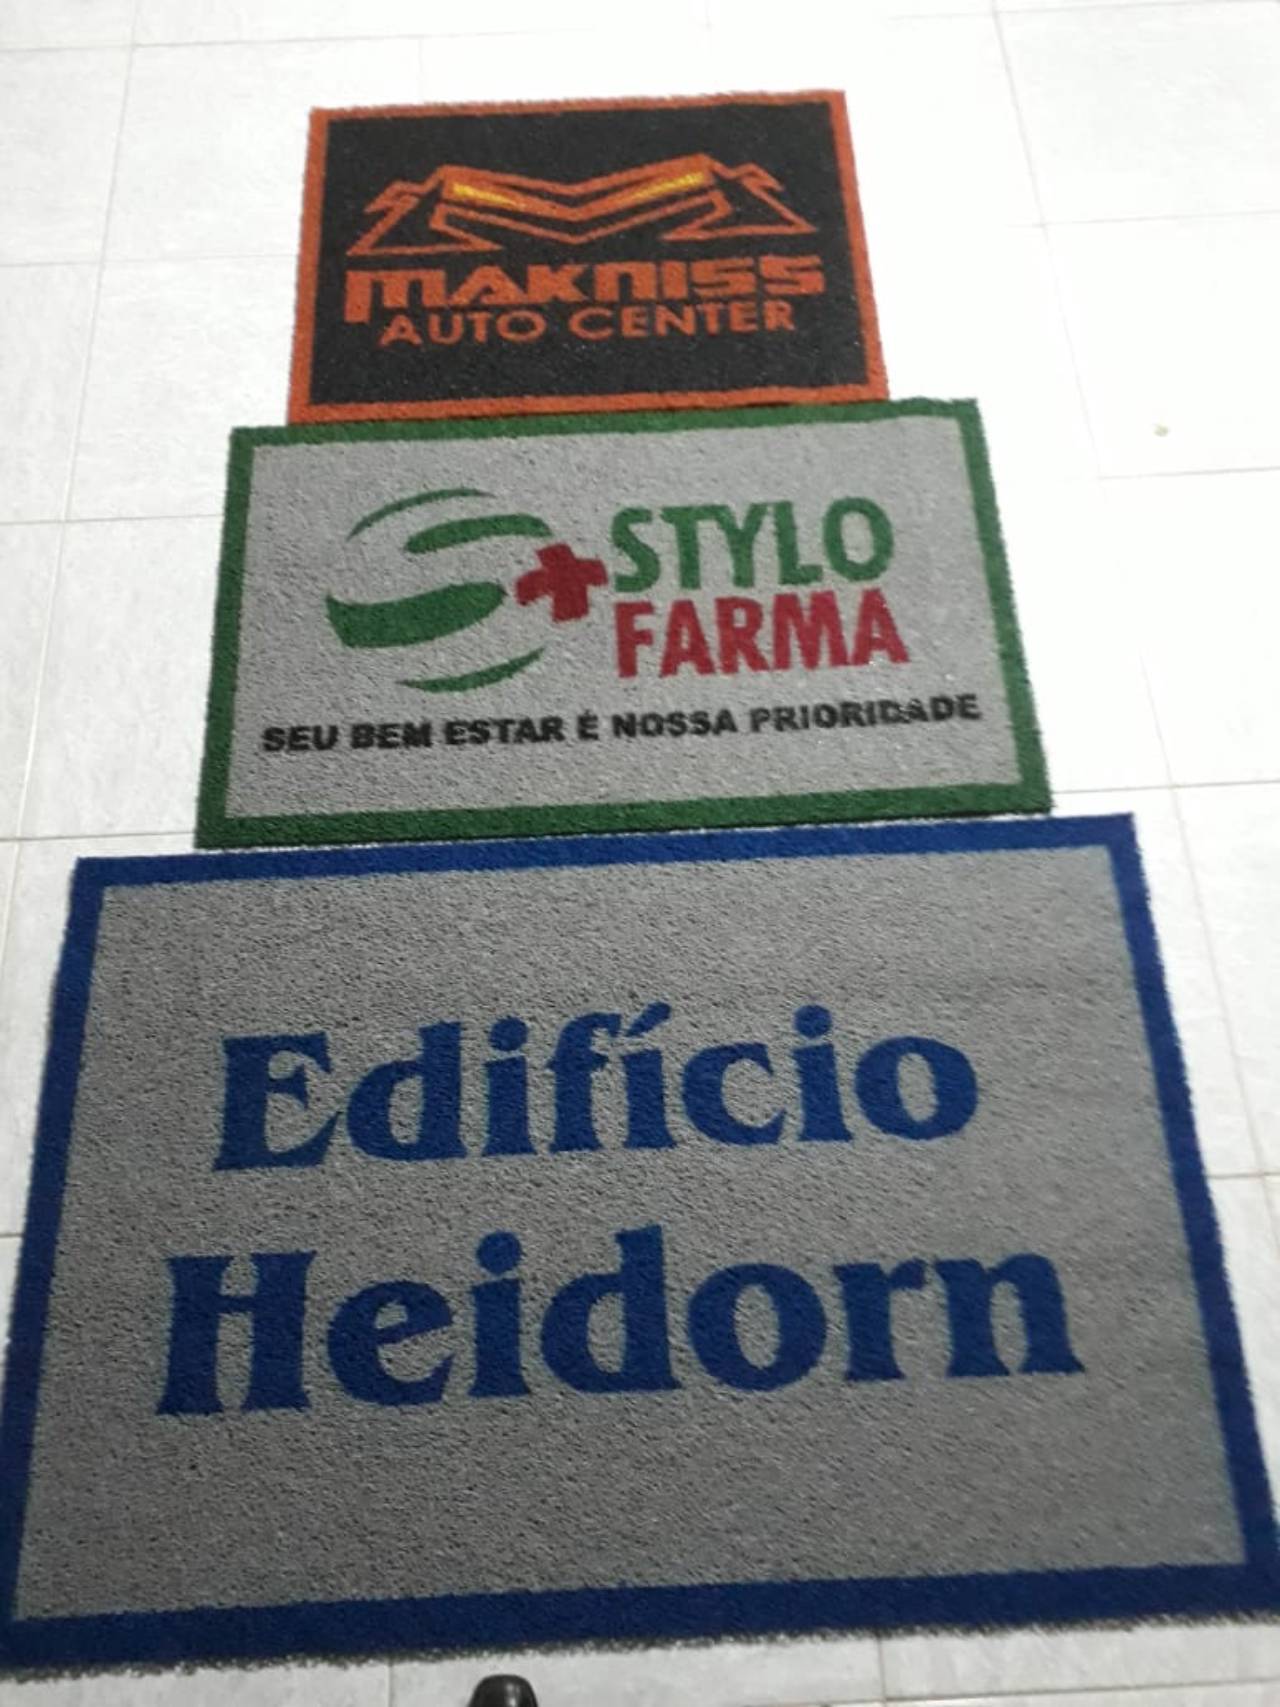 MAKNISS
AUTO CENTER
STYLO
FARMA
SEU BEM ESTAR É NOSSA PRIORIDADE
Edifício
Heidorn